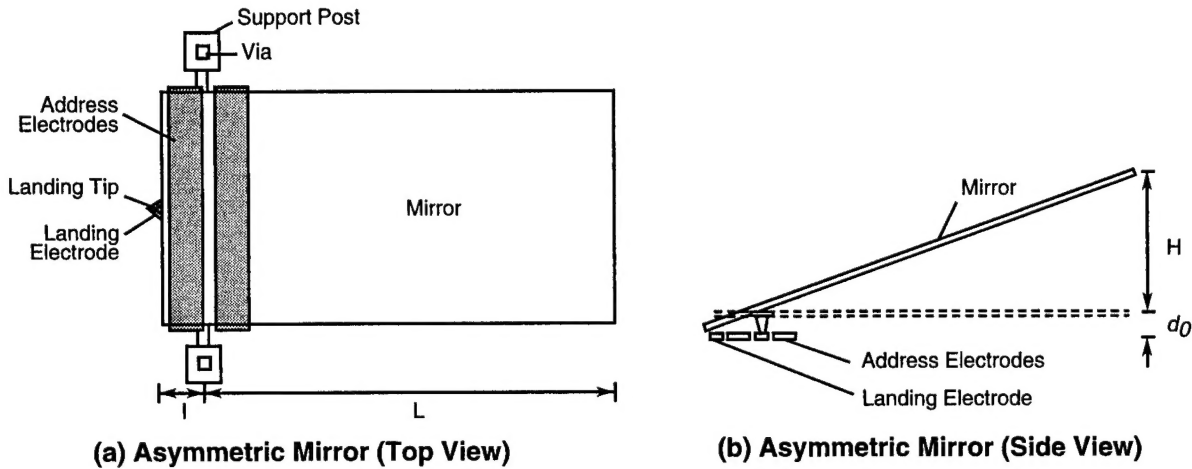 Support Post
Via
Address
Electrodes
Landing Tip
Landing
Electrode
Mirror
l
L
(a) Asymmetric Mirror (Top View)
Mirror
H
d0
Address Electrodes
Landing Electrode
(b) Asymmetric Mirror (Side View)